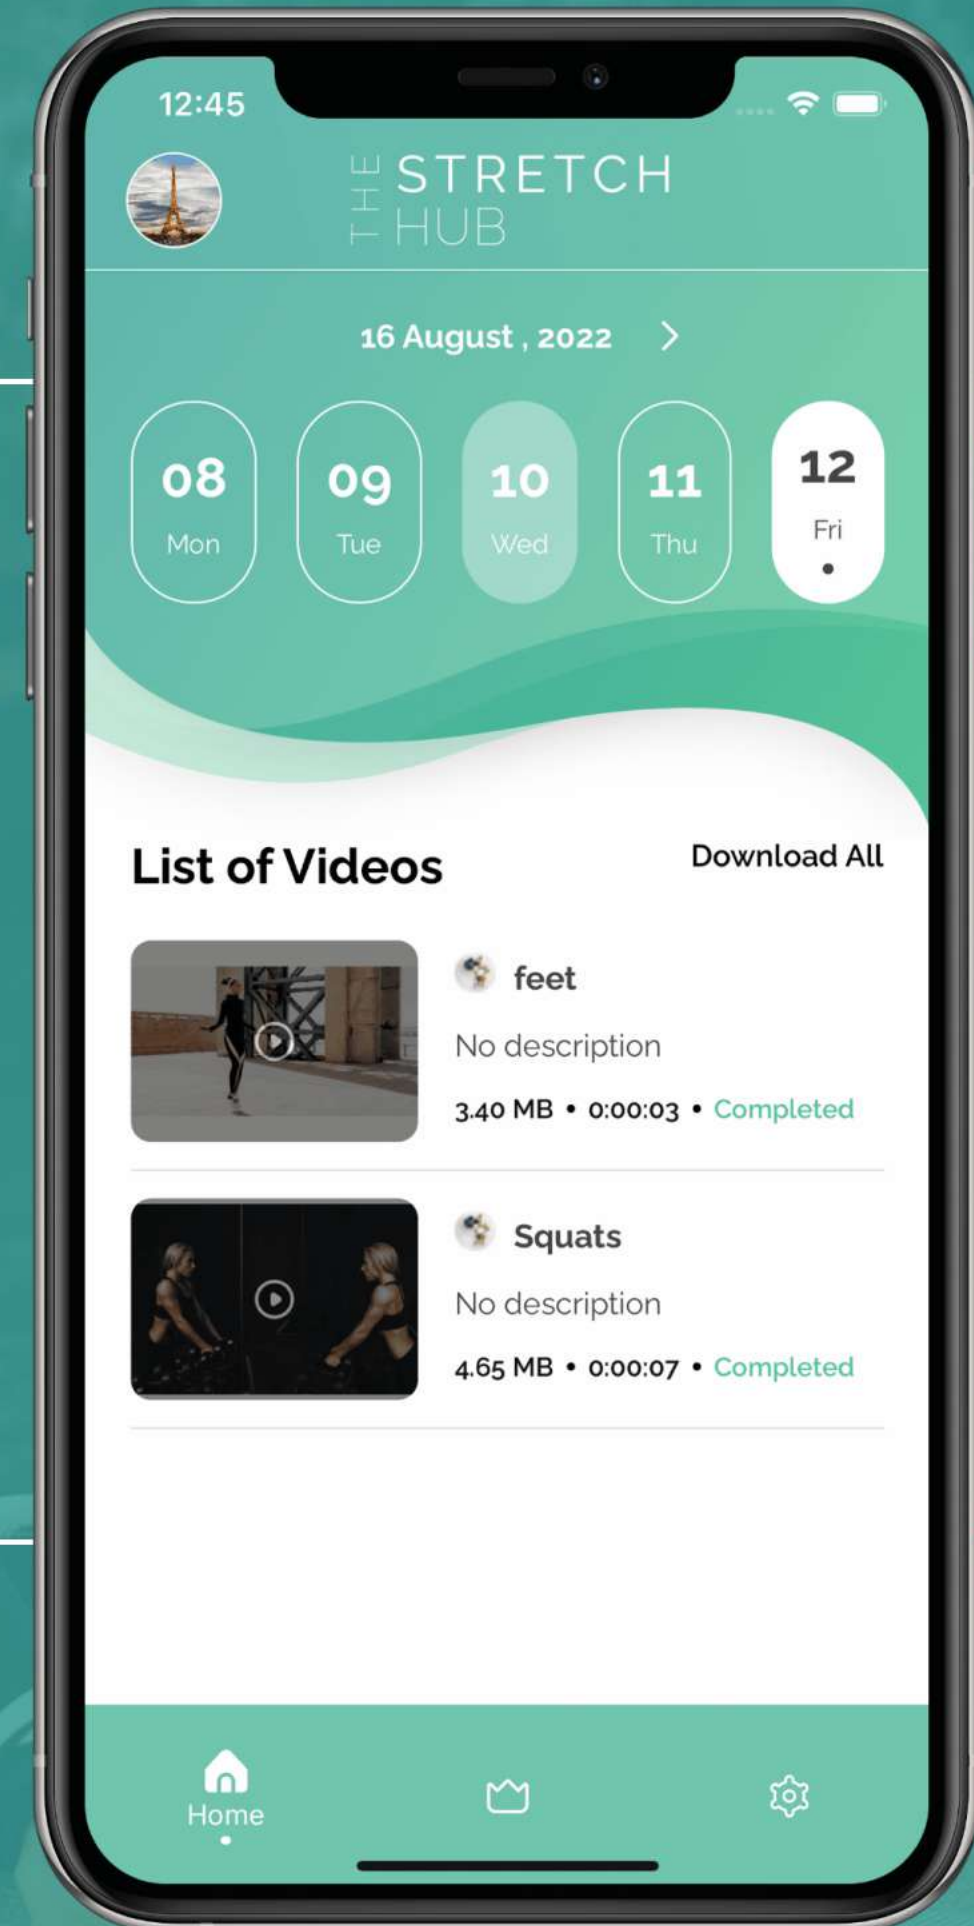 12:45
THE STRETCH
HUB
16 August , 2022
08 09 10 11 12
Mon Tue Wed Thu Fri
List of Videos Download All
feet
No description
3.40 MB • 0:00:03 • Completed
Squats
No description
4.65 MB • 0:00:07 • Completed
Home